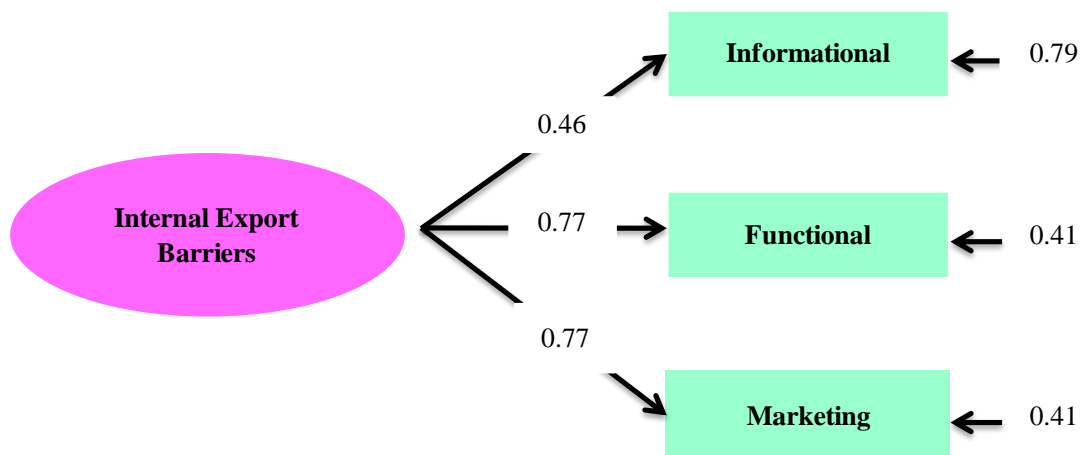 Informational
0.79
0.46
Internal Export
Barriers
0.77
Functional
0.41
0.77
Marketing
0.41